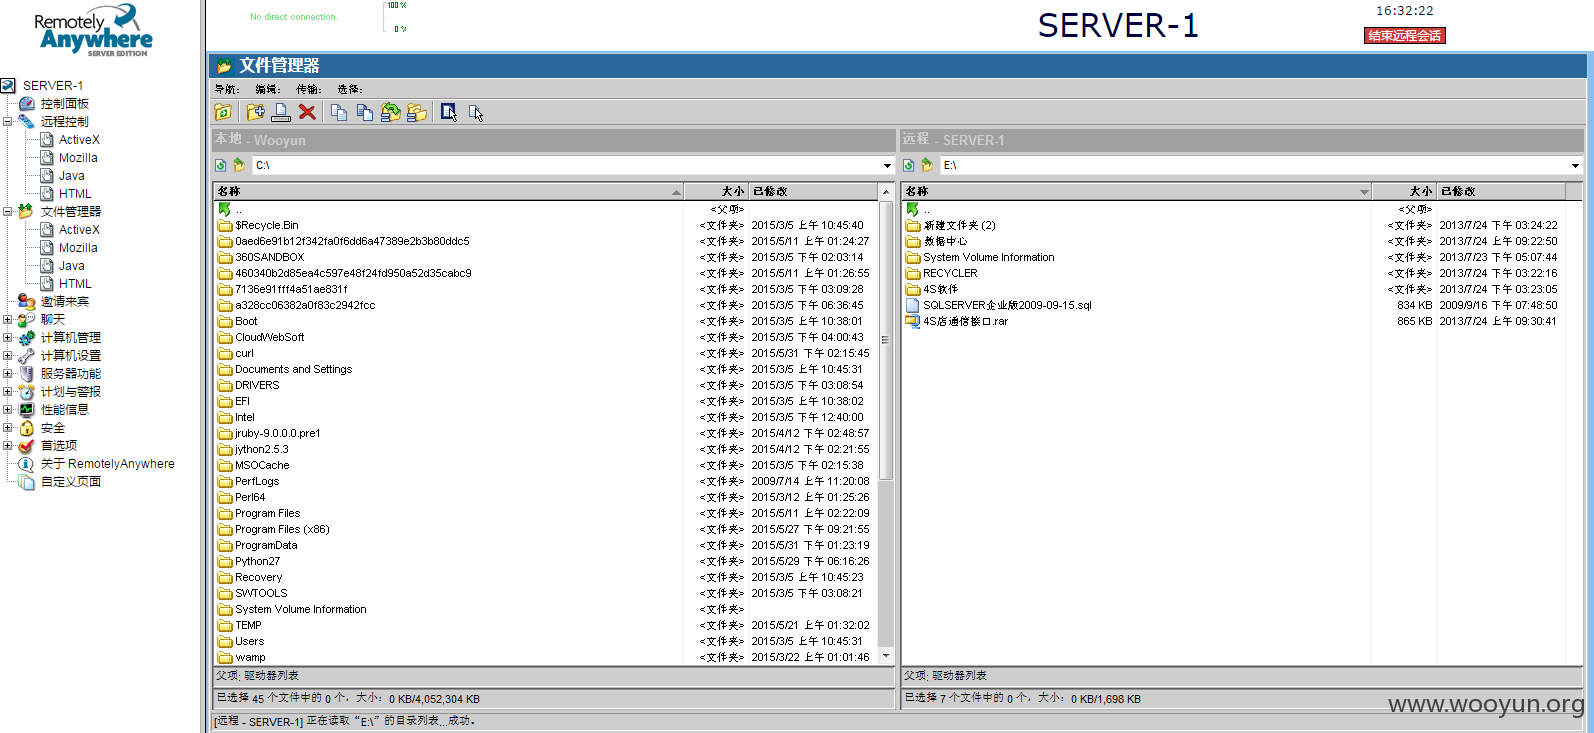 Remotely
Anywhere
SERVER EDITION
No direct connection.
100 %
0 %
SERVER-1
16:32:22
结束远程会话
SERVER-1
控制面板
远程控制
ActiveX
Mozilla
Java
HTML
文件管理器
ActiveX
Mozilla
Java
HTML
邀请来宾
聊天
计算机管理
计算机设置
服务器功能
计划与警报
性能信息
安全
首选项
关于 RemotelyAnywhere
自定义页面
文件管理器
导航: 编辑: 传输: 选择:
本地 - Wooyun
C:\
名称 大小 已修改
.. <父项>
$Recycle.Bin <文件夹> 2015/3/5 上午 10:45:40
0aed6e91b12f342fa0f6dd6a47389e2b3b80ddc5 <文件夹> 2015/5/11 上午 01:24:27
360SANDBOX <文件夹> 2015/3/5 下午 02:03:14
460340b2d85ea4c597e48f24fd950a52d35cabc9 <文件夹> 2015/5/11 上午 01:26:55
7136e91fff4a51ae831f <文件夹> 2015/3/5 下午 03:09:28
a328cc06382a0f83c2942fcc <文件夹> 2015/3/5 下午 06:36:45
Boot <文件夹> 2015/3/5 上午 10:38:01
CloudWebSoft <文件夹> 2015/3/5 下午 04:00:43
curl <文件夹> 2015/5/31 下午 02:15:45
Documents and Settings <文件夹> 2015/3/5 上午 10:45:31
DRIVERS <文件夹> 2015/3/5 下午 03:08:54
EFI <文件夹> 2015/3/5 上午 10:38:02
Intel <文件夹> 2015/3/5 下午 12:40:00
jruby-9.0.0.0.pre1 <文件夹> 2015/4/12 下午 02:48:57
jython2.5.3 <文件夹> 2015/4/12 下午 02:21:55
MSOCache <文件夹> 2015/3/5 下午 02:15:38
PerfLogs <文件夹> 2009/7/14 上午 11:20:08
Perl64 <文件夹> 2015/3/12 上午 01:25:26
Program Files <文件夹> 2015/5/11 上午 02:22:09
Program Files (x86) <文件夹> 2015/5/27 下午 09:21:55
ProgramData <文件夹> 2015/5/31 下午 01:23:19
Python27 <文件夹> 2015/5/29 下午 06:16:26
Recovery <文件夹> 2015/3/5 上午 10:45:23
SWTOOLS <文件夹> 2015/3/5 下午 03:08:21
System Volume Information <文件夹>
TEMP <文件夹> 2015/5/21 上午 01:32:02
Users <文件夹> 2015/3/5 上午 10:45:31
wamp <文件夹> 2015/3/22 上午 01:01:46
父项: 驱动器列表
已选择 45 个文件中的 0 个，大小: 0 KB/4,052,304 KB
远程 - SERVER-1
E:\
名称 大小 已修改
.. <父项>
新建文件夹 (2) <文件夹> 2013/7/24 下午 03:24:22
数据中心 <文件夹> 2013/7/24 上午 09:22:50
System Volume Information <文件夹> 2013/7/23 下午 05:07:44
RECYCLER <文件夹> 2013/7/24 下午 03:22:16
4S软件 <文件夹> 2013/7/24 下午 03:23:05
SQLSERVER企业版2009-09-15.sql 834 KB 2009/9/16 下午 07:48:50
4S店通信接口.rar 865 KB 2013/7/24 上午 09:30:41
父项: 驱动器列表
已选择 7 个文件中的 0 个，大小: 0 KB/1,698 KB
[远程 - SERVER-1] 正在读取“E:\”的目录列表...成功。
www.wooyun.org